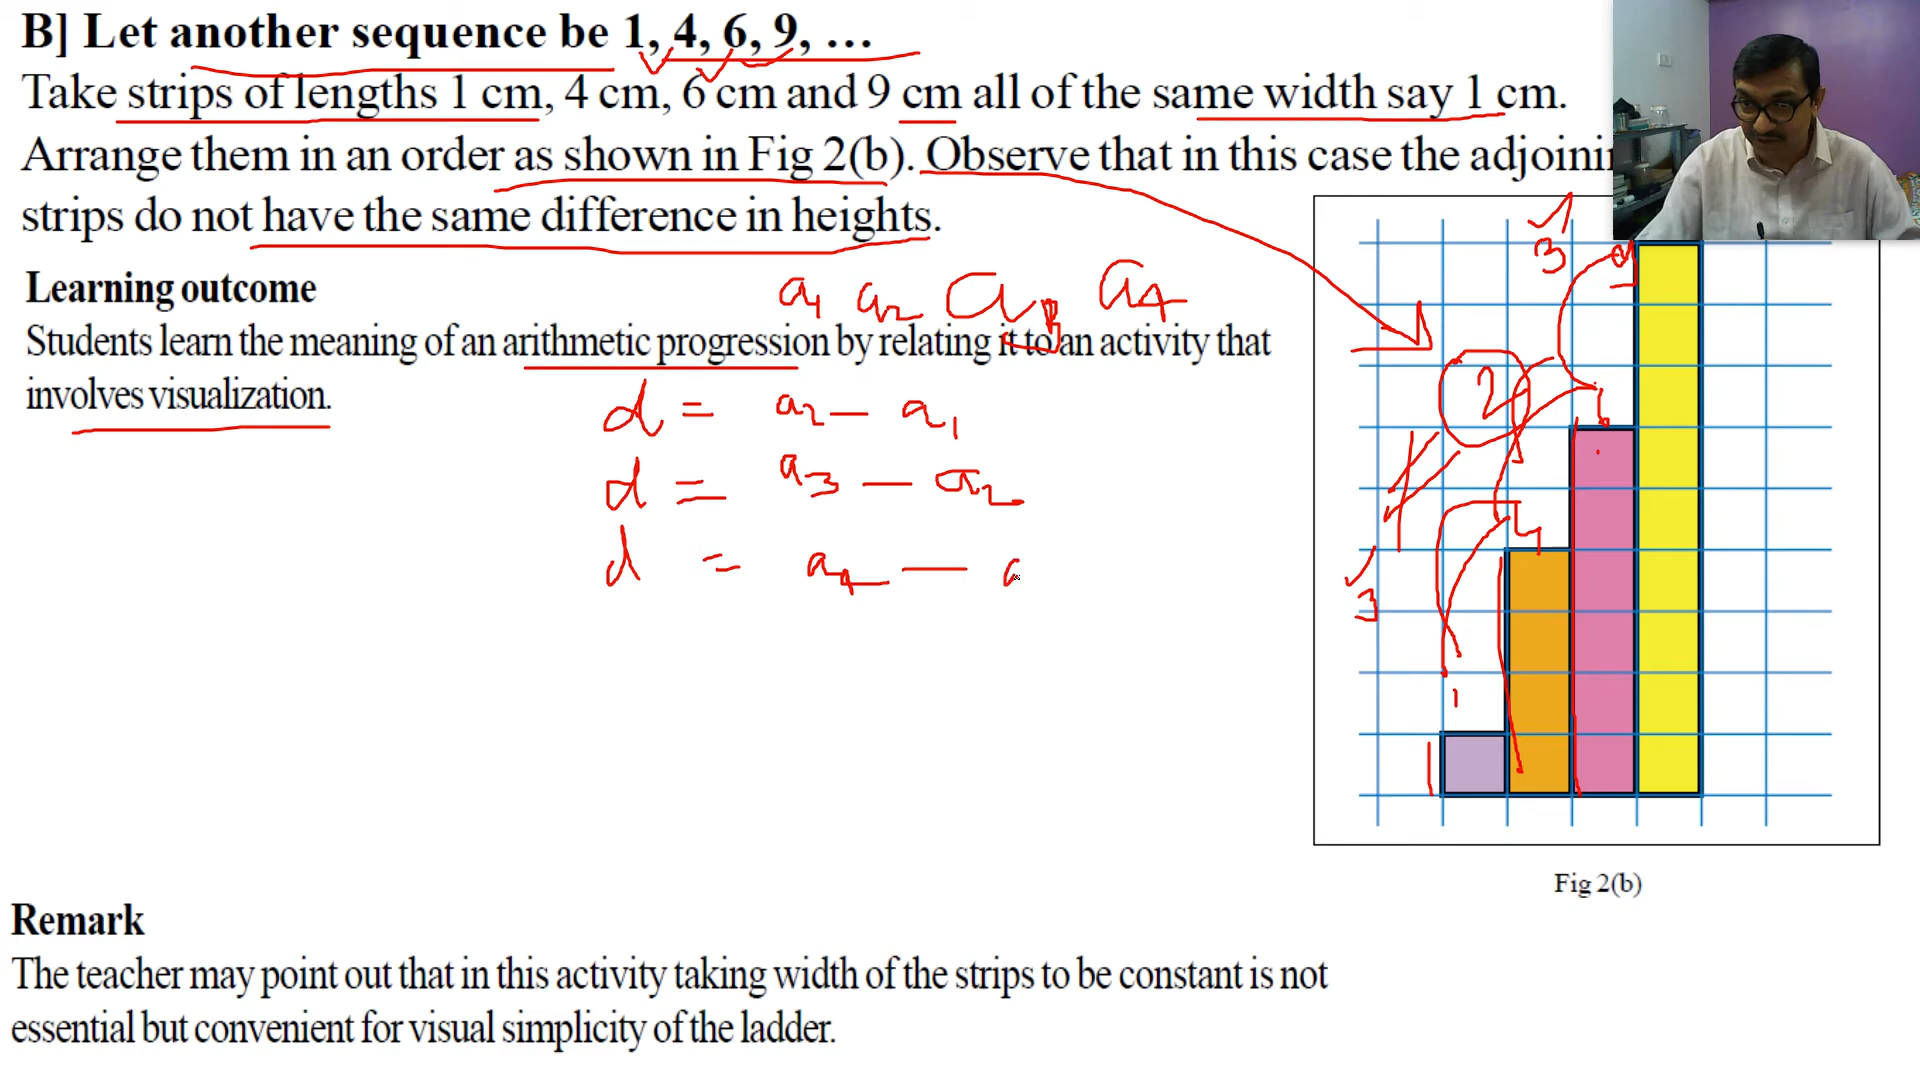 B] Let another sequence be 1, 4, 6, 9, …
Take strips of lengths 1 cm, 4 cm, 6 cm and 9 cm all of the same width say 1 cm.
Arrange them in an order as shown in Fig 2(b). Observe that in this case the
strips do not have the same difference in heights.
Learning outcome
a1 a2 a3 a4
Students learn the meaning of an arithmetic progression by relating it to an activity that
involves visualization.
d = a2 — a1
d = a3 — a2
d = a4 — a
3
9
2
6
4
3
1
1
Fig 2(b)
Remark
The teacher may point out that in this activity taking width of the strips to be constant is not
essential but convenient for visual simplicity of the ladder.